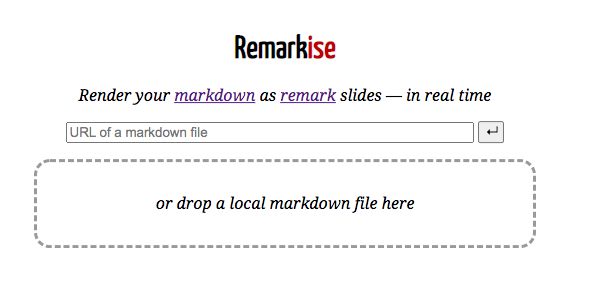 Remarkise
Render your markdown as remark slides — in real time
URL of a markdown file
or drop a local markdown file here